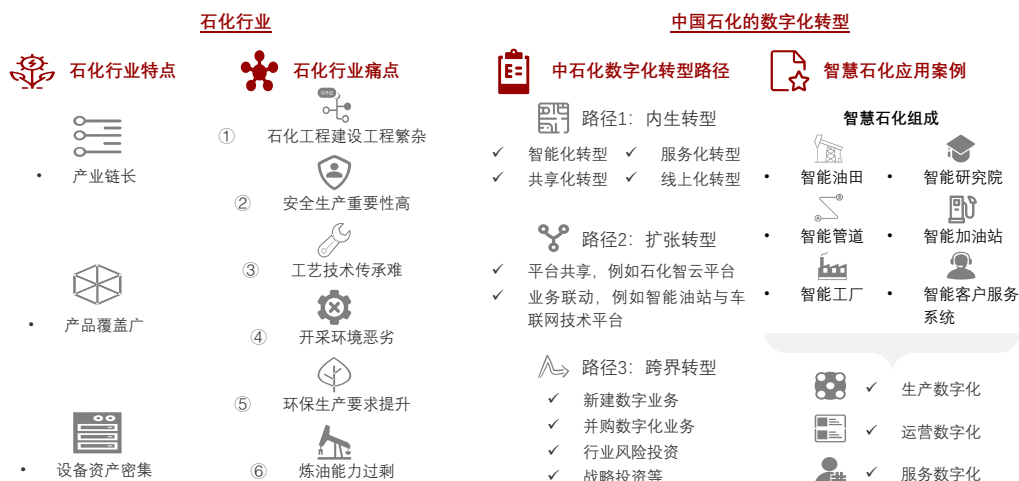 石化行业
石化行业特点
• 产业链长
• 产品覆盖广
• 设备资产密集
石化行业痛点
① 石化工程建设工程繁杂
② 安全生产重要性高
③ 工艺技术传承难
④ 开采环境恶劣
⑤ 环保生产要求提升
⑥ 炼油能力过剩
中国石化的数字化转型
中石化数字化转型路径
路径1：内生转型
✓ 智能化转型 ✓ 服务化转型
✓ 共享化转型 ✓ 线上化转型
路径2：扩张转型
✓ 平台共享，例如石化智云平台
✓ 业务联动，例如智能油站与车
联网技术平台
路径3：跨界转型
✓ 新建数字业务
✓ 并购数字化业务
✓ 行业风险投资
✓ 战略投资等
智慧石化应用案例
智慧石化组成
• 智能油田 • 智能研究院
• 智能管道 • 智能加油站
• 智能工厂 • 智能客户服务
系统
✓ 生产数字化
✓ 运营数字化
✓ 服务数字化